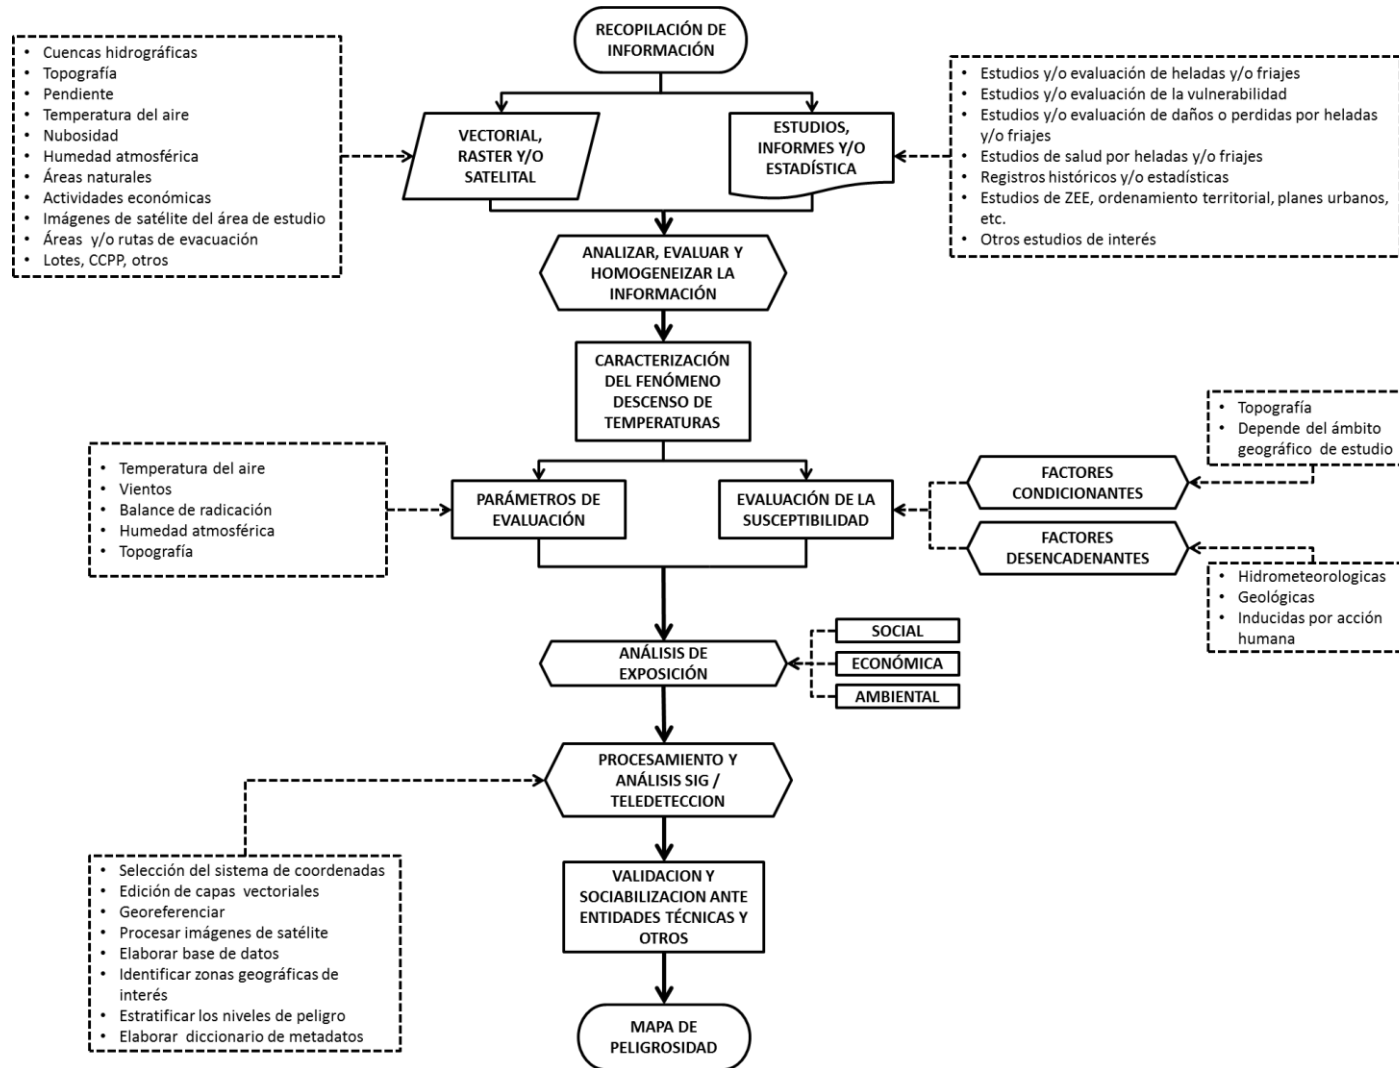 RECOPILACIÓN DE
INFORMACIÓN
• Cuencas hidrográficas
• Topografía
• Pendiente
• Temperatura del aire
• Nubosidad
• Humedad atmosférica
• Áreas naturales
• Actividades económicas
• Imágenes de satélite del área de estudio
• Áreas y/o rutas de evacuación
• Lotes, CCPP, otros
VECTORIAL,
RASTER Y/O
SATELITAL
ESTUDIOS,
INFORMES Y/O
ESTADÍSTICA
• Estudios y/o evaluación de heladas y/o friajes
• Estudios y/o evaluación de la vulnerabilidad
• Estudios y/o evaluación de daños o perdidas por heladas
y/o friajes
• Estudios de salud por heladas y/o friajes
• Registros históricos y/o estadísticas
• Estudios de ZEE, ordenamiento territorial, planes urbanos,
etc.
• Otros estudios de interés
ANALIZAR, EVALUAR Y
HOMOGENEIZAR LA
INFORMACIÓN
CARACTERIZACIÓN
DEL FENÓMENO
DESCENSO DE
TEMPERATURAS
• Temperatura del aire
• Vientos
• Balance de radicación
• Humedad atmosférica
• Topografía
PARÁMETROS DE
EVALUACIÓN
EVALUACIÓN DE LA
SUSCEPTIBILIDAD
FACTORES
CONDICIONANTES
• Topografía
• Depende del ámbito
geográfico de estudio
FACTORES
DESENCADENANTES
• Hidrometeorologicas
• Geológicas
• Inducidas por acción
humana
ANÁLISIS DE
EXPOSICIÓN
SOCIAL
ECONÓMICA
AMBIENTAL
PROCESAMIENTO Y
ANÁLISIS SIG /
TELEDETECCION
• Selección del sistema de coordenadas
• Edición de capas vectoriales
• Georeferenciar
• Procesar imágenes de satélite
• Elaborar base de datos
• Identificar zonas geográficas de
interés
• Estratificar los niveles de peligro
• Elaborar diccionario de metadatos
VALIDACION Y
SOCIABILIZACION ANTE
ENTIDADES TÉCNICAS Y
OTROS
MAPA DE
PELIGROSIDAD